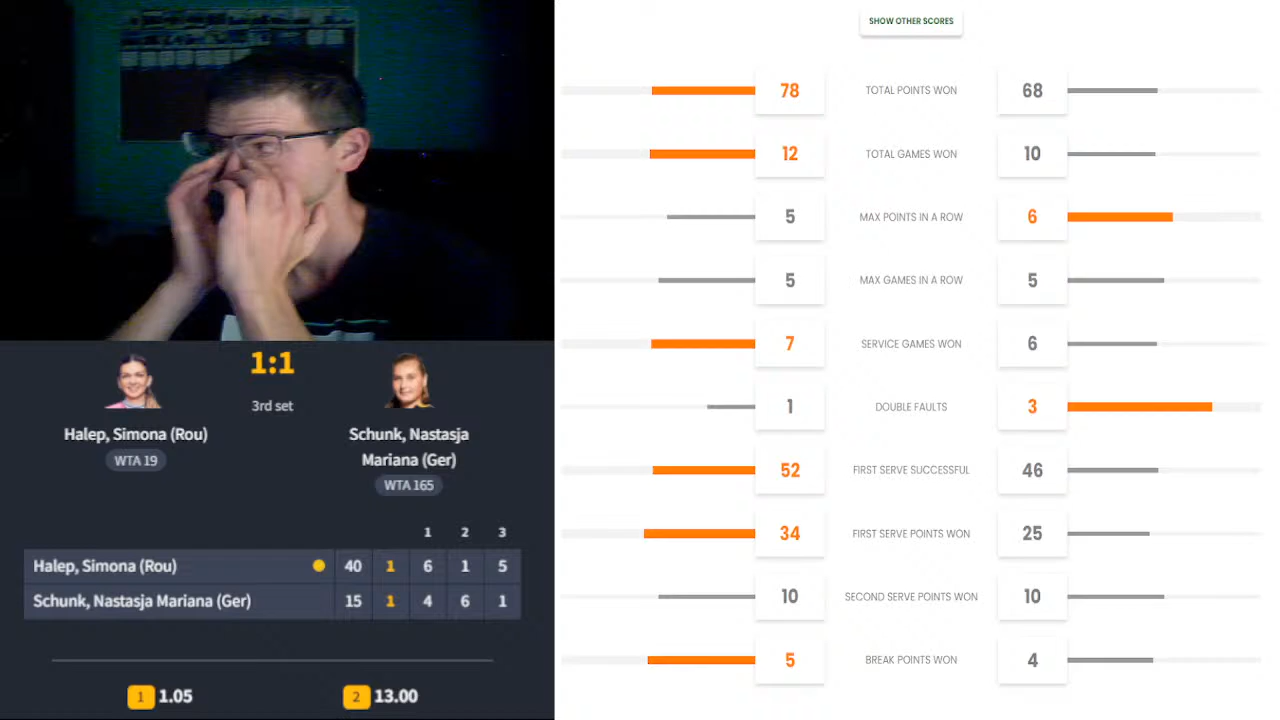 SHOW OTHER SCORES
78 TOTAL POINTS WON 68
12 TOTAL GAMES WON 10
5 MAX POINTS IN A ROW 6
5 MAX GAMES IN A ROW 5
7 SERVICE GAMES WON 6
1 DOUBLE FAULTS 3
52 FIRST SERVE SUCCESSFUL 46
34 FIRST SERVE POINTS WON 25
10 SECOND SERVE POINTS WON 10
5 BREAK POINTS WON 4
1:1
3rd set
Halep, Simona (Rou)
WTA 19
Schunk, Nastasja
Mariana (Ger)
WTA 165
1 2 3
Halep, Simona (Rou) 40 1 6 1 5
Schunk, Nastasja Mariana (Ger) 15 1 4 6 1
1 1.05
2 13.00